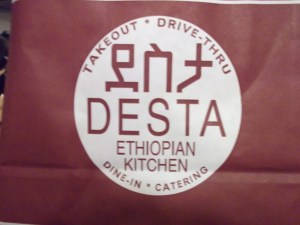 TAKEOUT * DRIVE-THRU
ደስታ
DESTA
ETHIOPIAN
KITCHEN
DINE-IN * CATERING